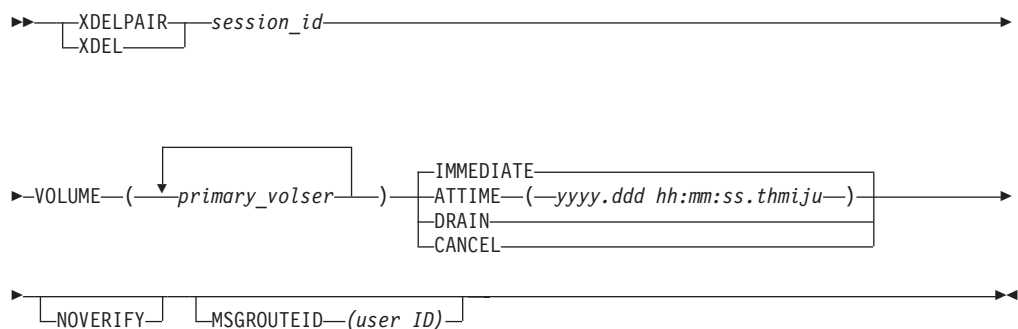 XDELPAIR session_id
XDEL
IMMEDIATE
VOLUME ( primary_volser ) ATTIME ( yyyy.ddd hh:mm:ss.thmiju )
DRAIN
CANCEL
NOVERIFY MSGROUTEID (user ID)